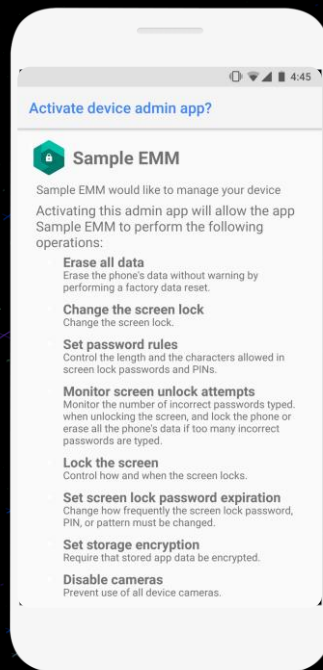 4:45
Activate device admin app?
Sample EMM
Sample EMM would like to manage your device
Activating this admin app will allow the app
Sample EMM to perform the following
operations:
Erase all data
Erase the phone's data without warning by
performing a factory data reset.
Change the screen lock
Change the screen lock.
Set password rules
Control the length and the characters allowed in
screen lock passwords and PINs.
Monitor screen unlock attempts
Monitor the number of incorrect passwords typed.
when unlocking the screen, and lock the phone or
erase all the phone's data if too many incorrect
passwords are typed.
Lock the screen
Control how and when the screen locks.
Set screen lock password expiration
Change how frequently the screen lock password,
PIN, or pattern must be changed.
Set storage encryption
Require that stored app data be encrypted.
Disable cameras
Prevent use of all device cameras.